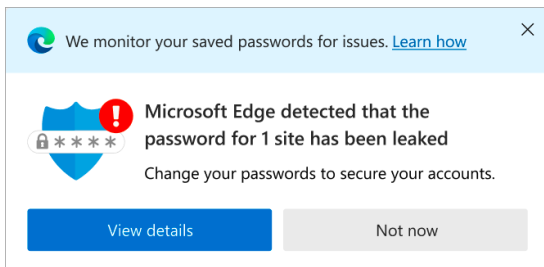 We monitor your saved passwords for issues. Learn how
Microsoft Edge detected that the
password for 1 site has been leaked
Change your passwords to secure your accounts.
View details
Not now